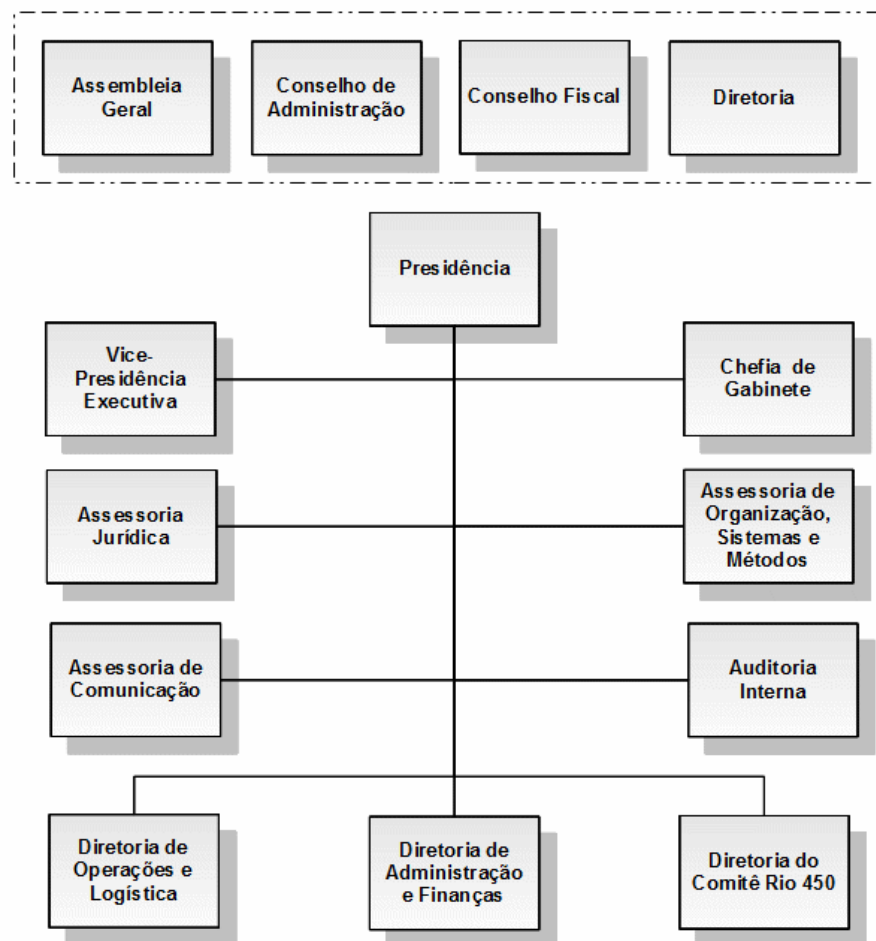 Assembleia
Geral
Conselho de
Administração
Conselho Fiscal
Diretoria
Presidência
Vice-
Presidência
Executiva
Chefia de
Gabinete
Assessoria
Jurídica
Assessoria de
Organização,
Sistemas e
Métodos
Assessoria de
Comunicação
Auditoria
Interna
Diretoria de
Operações e
Logística
Diretoria de
Administração
e Finanças
Diretoria do
Comitê Rio 450